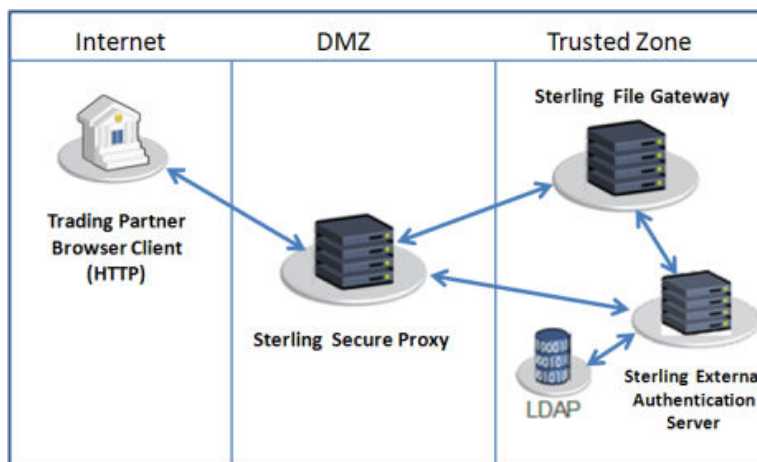 Internet
DMZ
Trusted Zone
Trading Partner
Browser Client
(HTTP)
Sterling Secure Proxy
Sterling File Gateway
LDAP
Sterling External
Authentication
Server